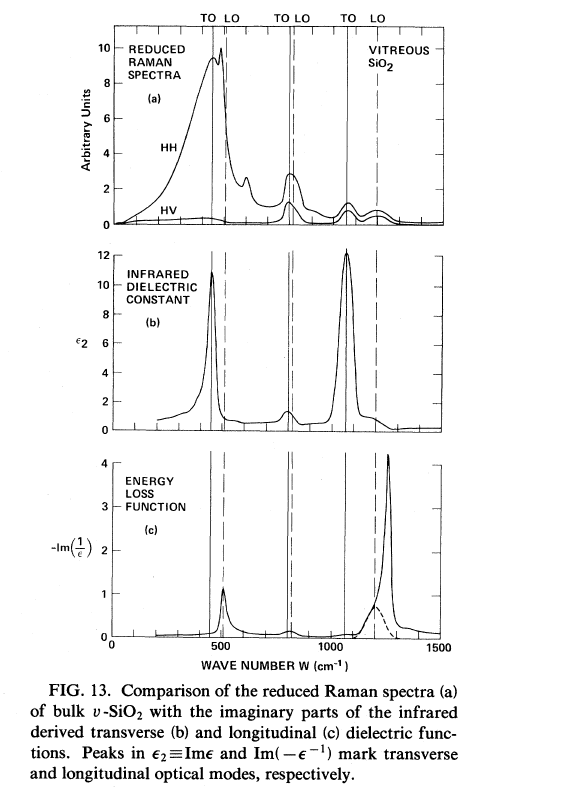 TO LO TO LO TO LO
REDUCED
RAMAN
SPECTRA
(a)
VITREOUS
SiO2
HH
HV
Arbitrary Units
10
8
6
4
2
0
INFRARED
DIELECTRIC
CONSTANT
(b)
ϵ2
12
10
8
6
4
2
0
ENERGY
LOSS
FUNCTION
(c)
-Im(1/ϵ)
4
3
2
1
0
0 500 1000 1500
WAVE NUMBER W (cm⁻¹)
FIG. 13. Comparison of the reduced Raman spectra (a)
of bulk v-SiO2 with the imaginary parts of the infrared
derived transverse (b) and longitudinal (c) dielectric func-
tions. Peaks in ϵ2≡Imϵ and Im(−ϵ⁻¹) mark transverse
and longitudinal optical modes, respectively.